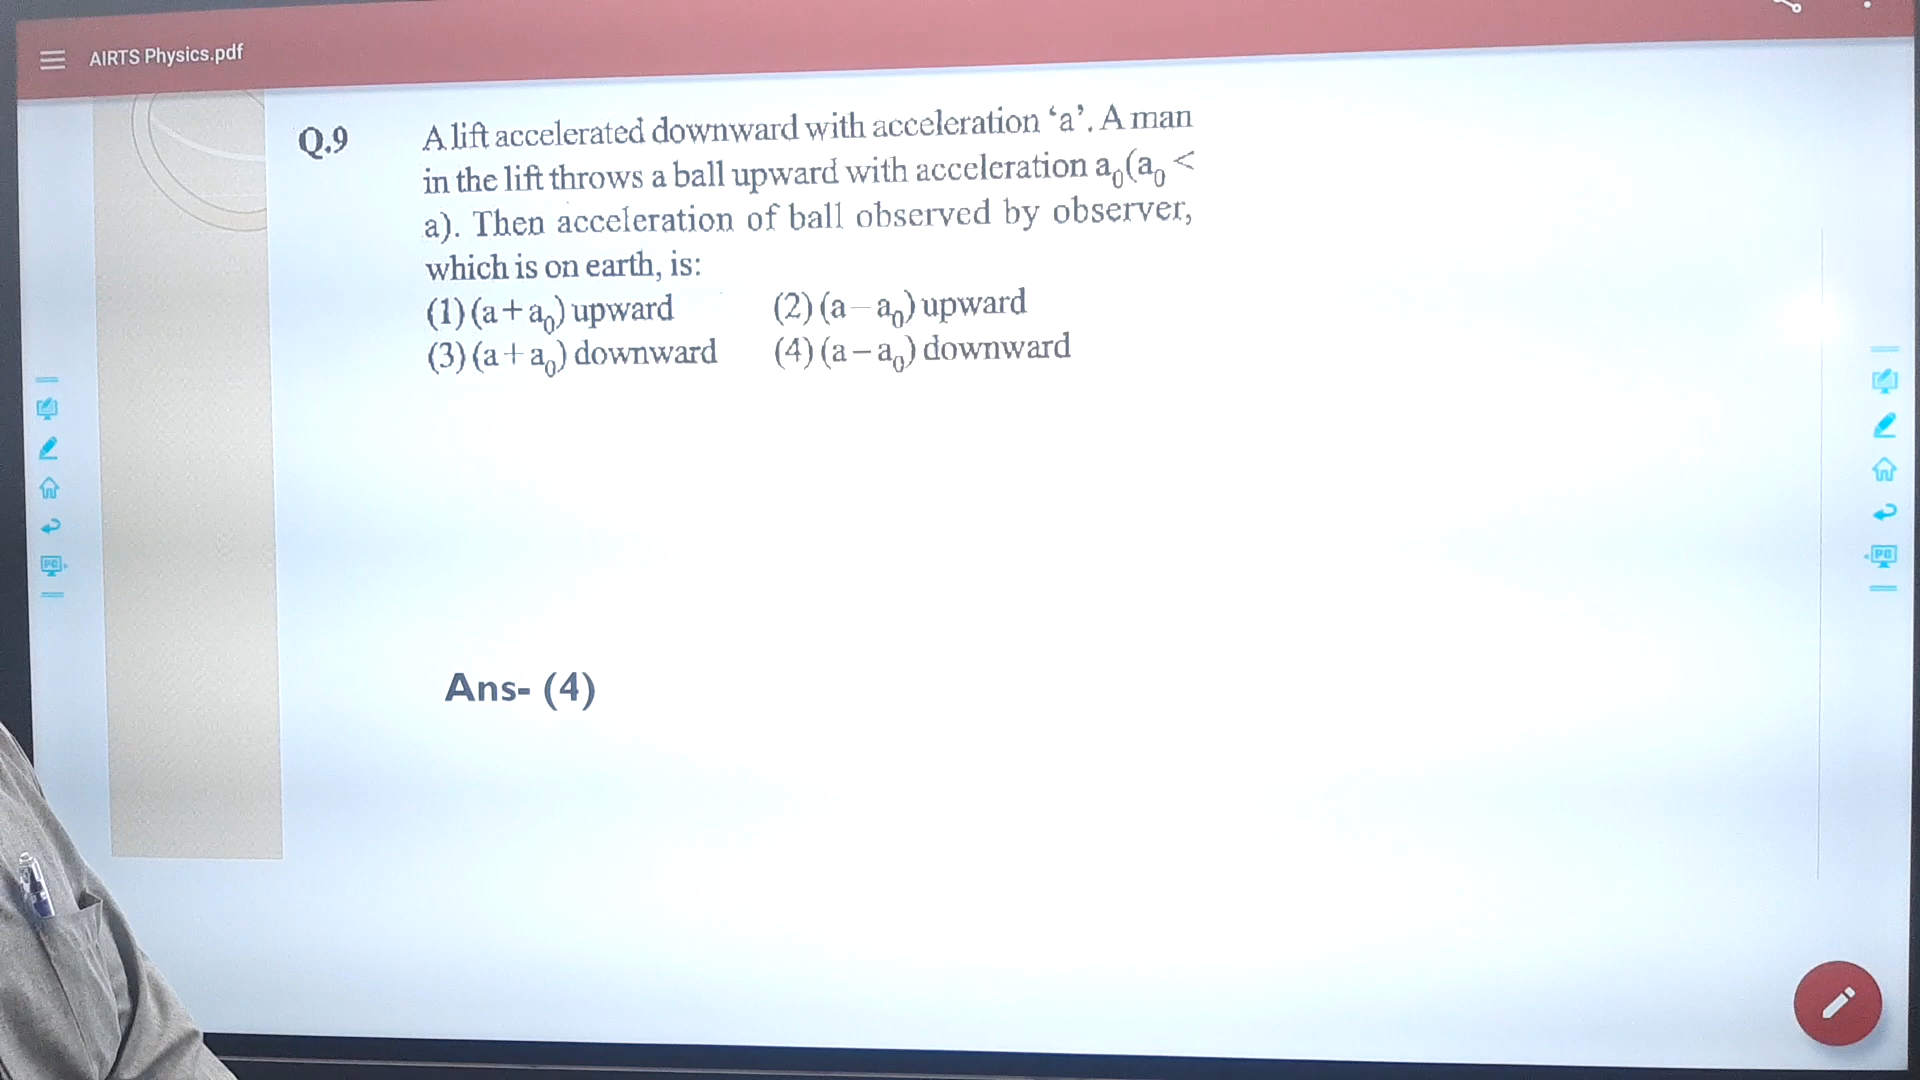 AIRTS Physics.pdf
Q.9 A lift accelerated downward with acceleration ‘a’. A man
in the lift throws a ball upward with acceleration a₀(a₀ <
a). Then acceleration of ball observed by observer,
which is on earth, is:
(1) (a+a₀) upward (2) (a–a₀) upward
(3) (a+a₀) downward (4) (a–a₀) downward
Ans- (4)
PC
PC